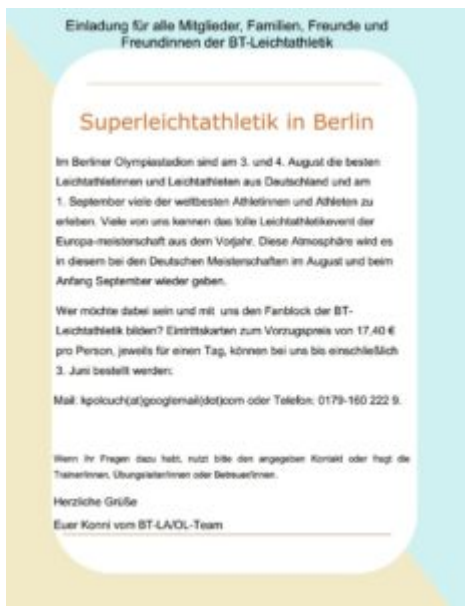 Einladung für alle Mitglieder, Familien, Freunde und
Freundinnen der BT-Leichtathletik
Superleichtathletik in Berlin
Im Berliner Olympiastadion sind am 3. und 4. August die besten
Leichtathletinnen und Leichtathleten aus Deutschland und am
1. September viele der weltbesten Athletinnen und Athleten zu
erleben. Viele von uns kennen das tolle Leichtathletikevent der
Europa-meisterschaft aus dem Vorjahr. Diese Atmosphäre wird es
in diesem bei den Deutschen Meisterschaften im August und beim
Anfang September wieder geben.
Wer möchte dabei sein und mit uns den Fanblock der BT-
Leichtathletik bilden? Eintrittskarten zum Vorzugspreis von 17,40 €
pro Person, jeweils für einen Tag, können bei uns bis einschließlich
3. Juni bestellt werden:
Mail: kpolcuch(at)googlemail(dot)com oder Telefon: 0179-160 222 9.
Wenn ihr Fragen dazu habt, nutzt bitte den angegeben Kontakt oder fragt die
TrainerInnen, ÜbungsleiterInnen oder BetreuerInnen.
Herzliche Grüße
Euer Konni vom BT-LA/OL-Team